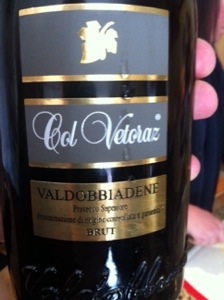 Col Vetoraz
VALDOBBIADENE
Prosecco Superiore
Denominazione di origine controllata e garantita
BRUT